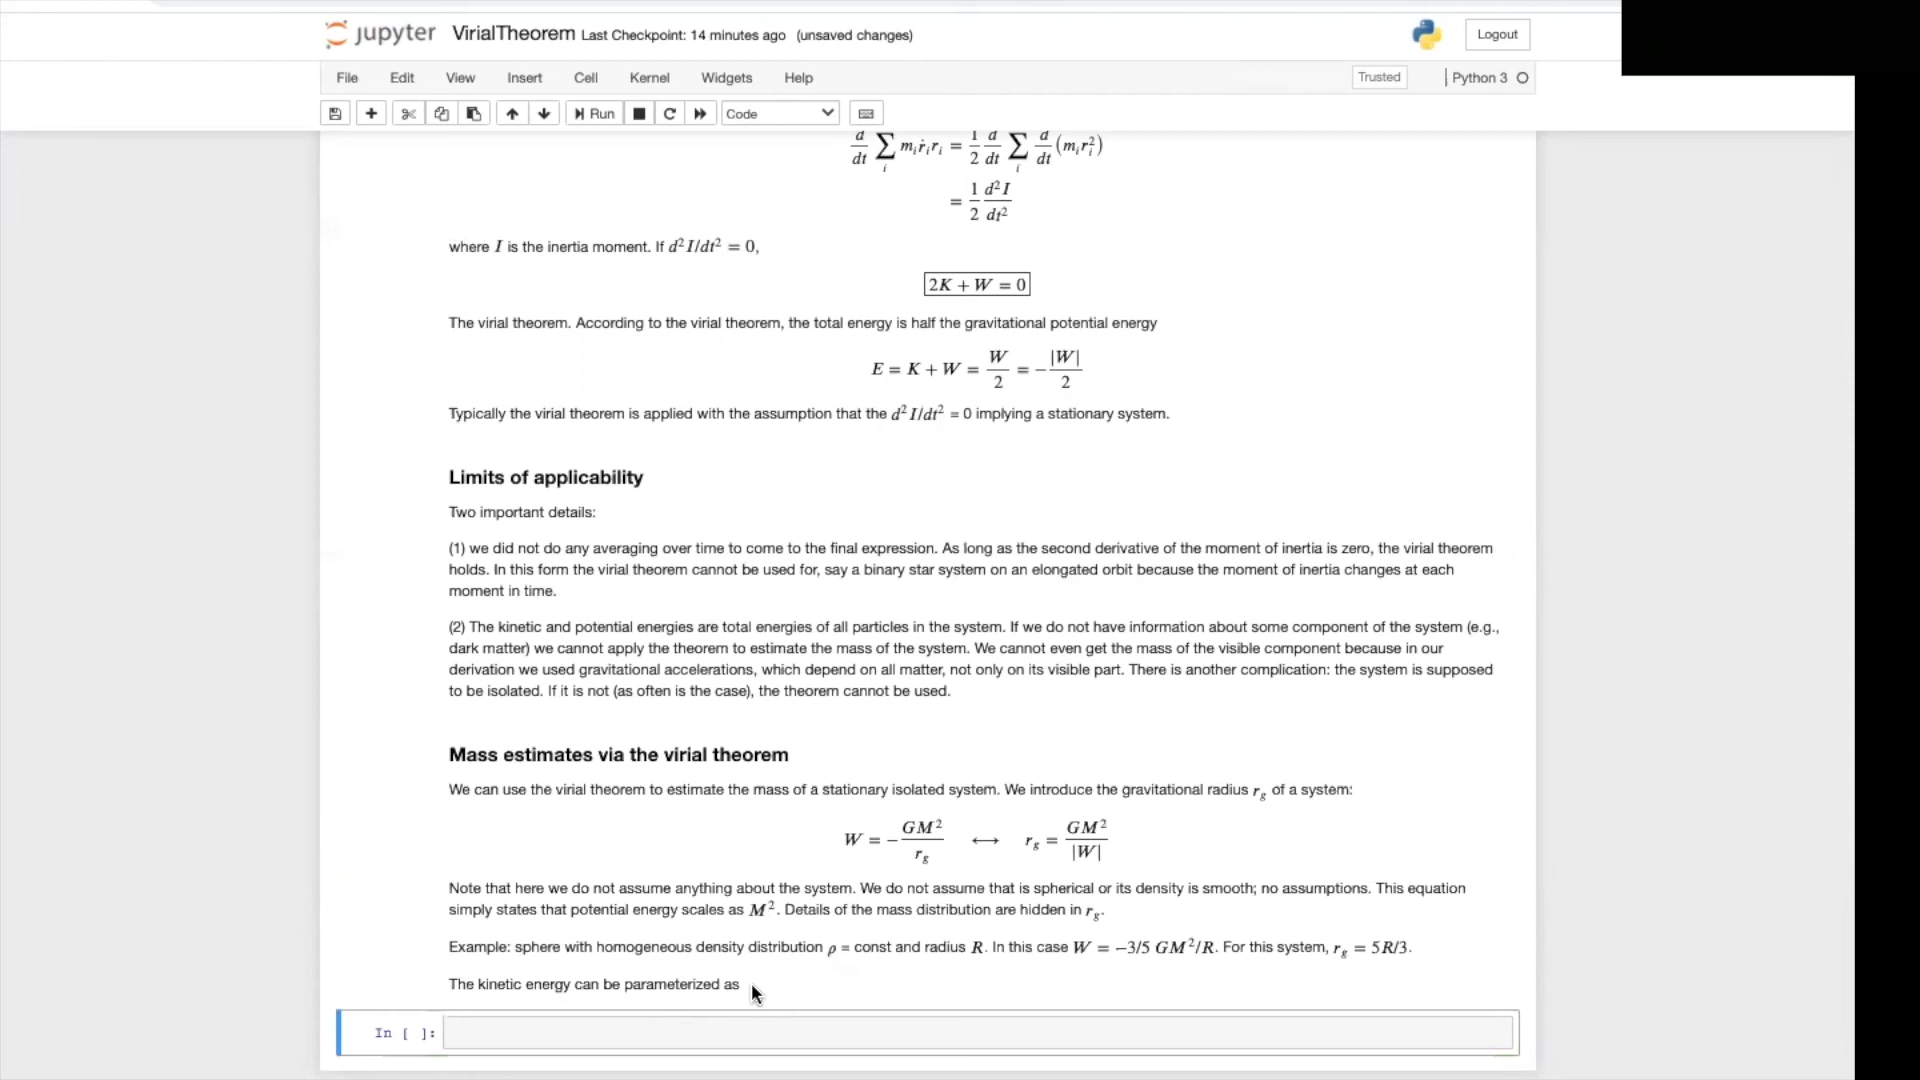 jupyter VirialTheorem Last Checkpoint: 14 minutes ago (unsaved changes) Logout
File Edit View Insert Cell Kernel Widgets Help Trusted Python 3
Run Code
d/dt ∑_i m_i ṙ_i r_i = 1/2 d/dt ∑_i d/dt (m_i r_i²)
= 1/2 d²I/dt²
where I is the inertia moment. If d²I/dt² = 0,
2K + W = 0
The virial theorem. According to the virial theorem, the total energy is half the gravitational potential energy
E = K + W = W/2 = −|W|/2
Typically the virial theorem is applied with the assumption that the d²I/dt² = 0 implying a stationary system.
Limits of applicability
Two important details:
(1) we did not do any averaging over time to come to the final expression. As long as the second derivative of the moment of inertia is zero, the virial theorem
holds. In this form the virial theorem cannot be used for, say a binary star system on an elongated orbit because the moment of inertia changes at each
moment in time.
(2) The kinetic and potential energies are total energies of all particles in the system. If we do not have information about some component of the system (e.g.,
dark matter) we cannot apply the theorem to estimate the mass of the system. We cannot even get the mass of the visible component because in our
derivation we used gravitational accelerations, which depend on all matter, not only on its visible part. There is another complication: the system is supposed
to be isolated. If it is not (as often is the case), the theorem cannot be used.
Mass estimates via the virial theorem
We can use the virial theorem to estimate the mass of a stationary isolated system. We introduce the gravitational radius r_g of a system:
W = −GM²/r_g ⟷ r_g = GM²/|W|
Note that here we do not assume anything about the system. We do not assume that is spherical or its density is smooth; no assumptions. This equation
simply states that potential energy scales as M². Details of the mass distribution are hidden in r_g.
Example: sphere with homogeneous density distribution ρ = const and radius R. In this case W = −3/5 GM²/R. For this system, r_g = 5R/3.
The kinetic energy can be parameterized as
In [ ]: